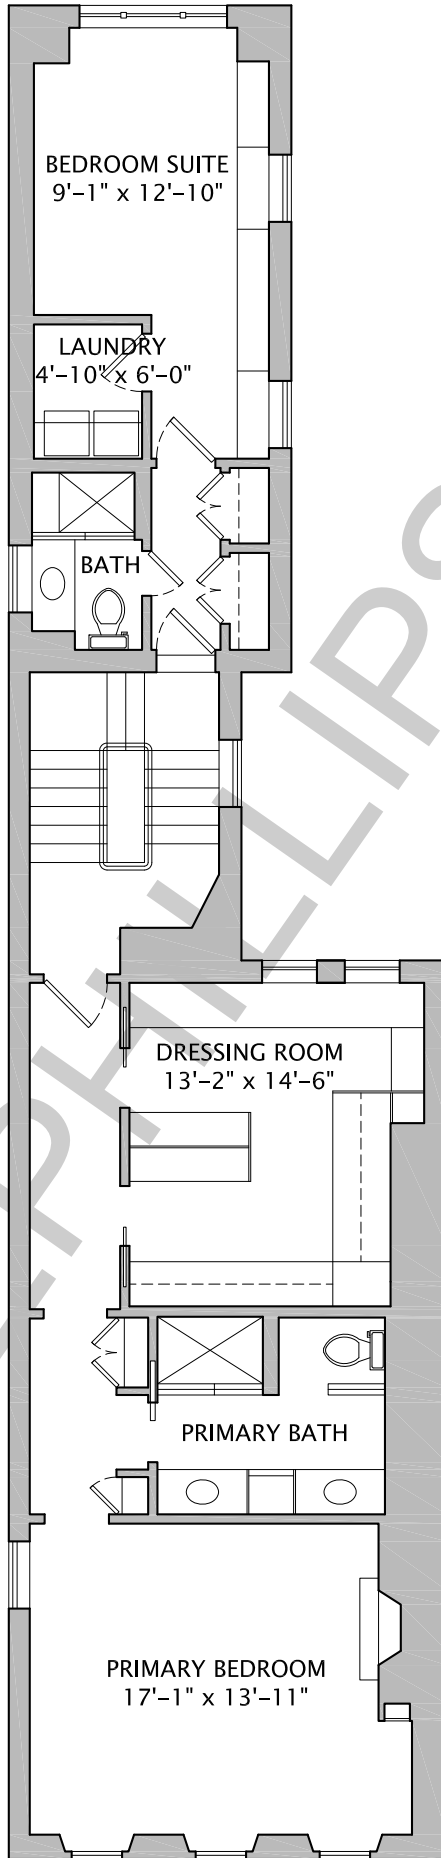 BEDROOM SUITE
9'-1" x 12'-10"
LAUNDRY
4'-10" x 6'-0"
BATH
DRESSING ROOM
13'-2" x 14'-6"
PRIMARY BATH
PRIMARY BEDROOM
17'-1" x 13'-11"
PHILLIPS